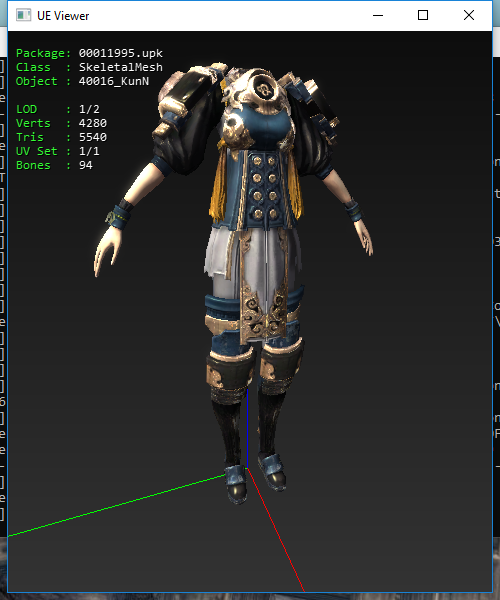 UE Viewer
Package: 00011995.upk
Class  : SkeletalMesh
Object : 40016_KunN
LOD    : 1/2
Verts  : 4280
Tris   : 5540
UV Set : 1/1
Bones  : 94